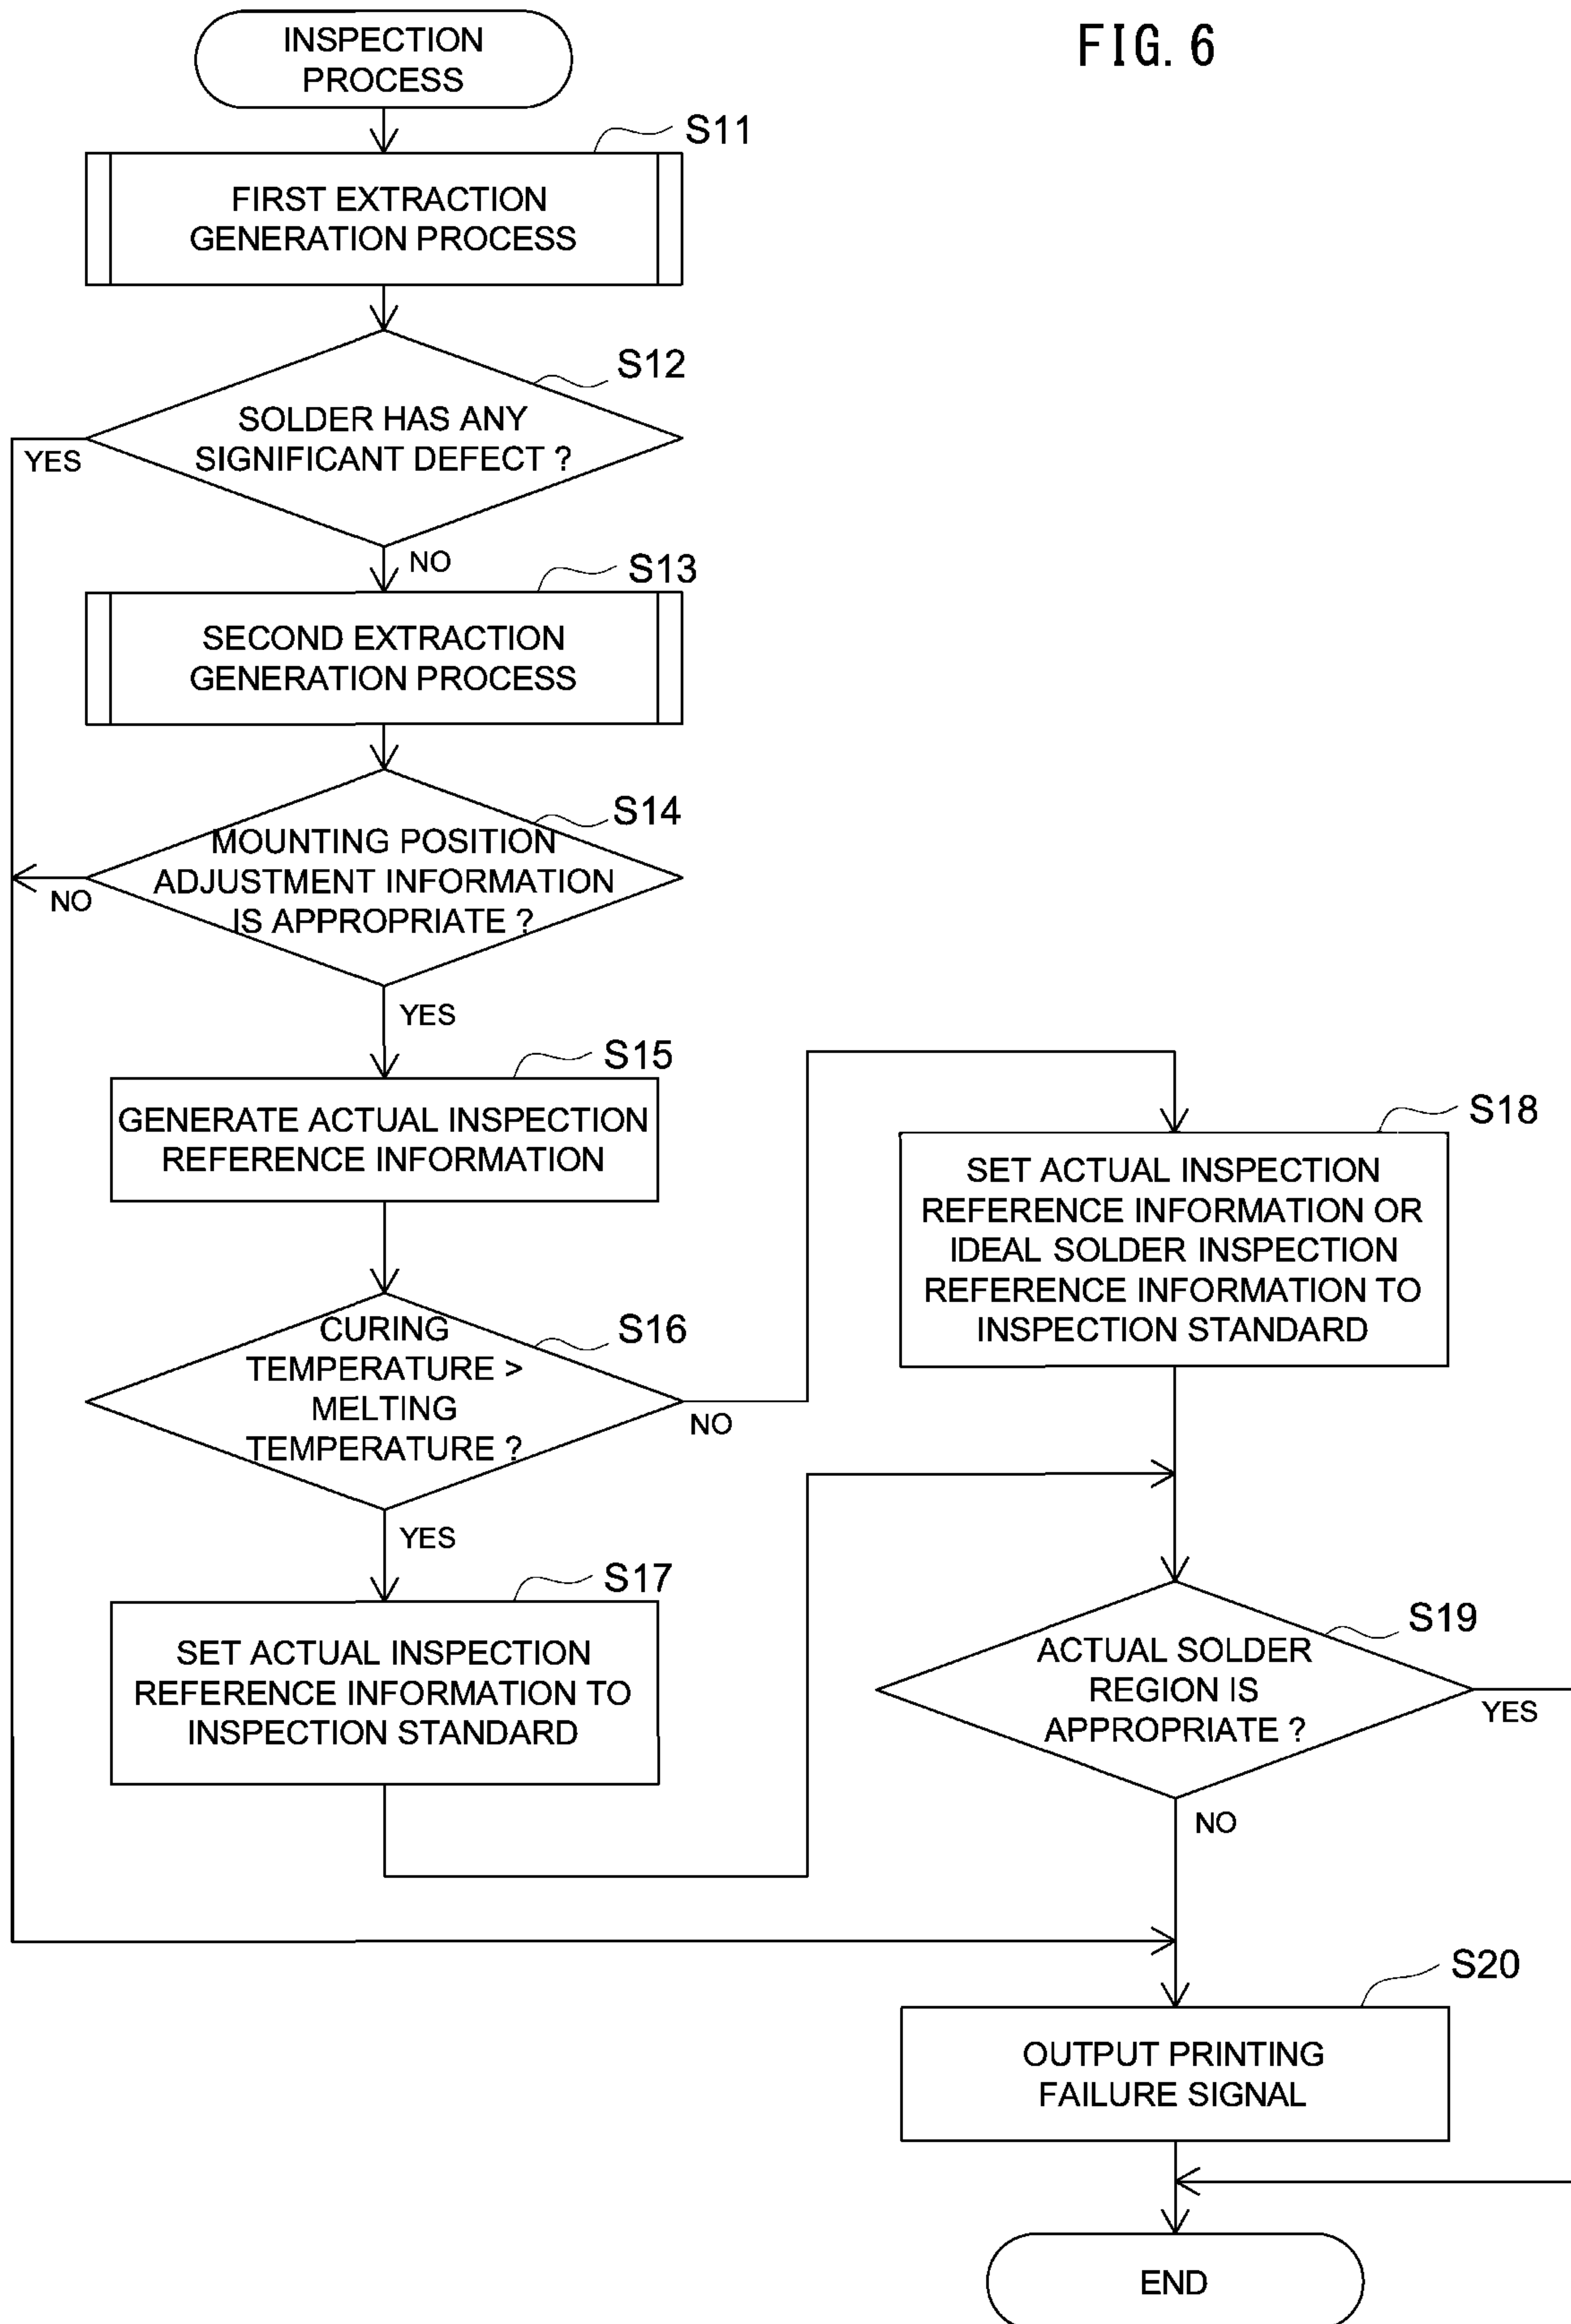 FIG. 6
INSPECTION
PROCESS
S11
FIRST EXTRACTION
GENERATION PROCESS
S12
SOLDER HAS ANY
SIGNIFICANT DEFECT ?
YES
NO
S13
SECOND EXTRACTION
GENERATION PROCESS
S14
MOUNTING POSITION
ADJUSTMENT INFORMATION
IS APPROPRIATE ?
NO
YES
S15
GENERATE ACTUAL INSPECTION
REFERENCE INFORMATION
S16
CURING
TEMPERATURE >
MELTING
TEMPERATURE ?
NO
YES
S17
SET ACTUAL INSPECTION
REFERENCE INFORMATION TO
INSPECTION STANDARD
S18
SET ACTUAL INSPECTION
REFERENCE INFORMATION OR
IDEAL SOLDER INSPECTION
REFERENCE INFORMATION TO
INSPECTION STANDARD
S19
ACTUAL SOLDER
REGION IS
APPROPRIATE ?
YES
NO
S20
OUTPUT PRINTING
FAILURE SIGNAL
END